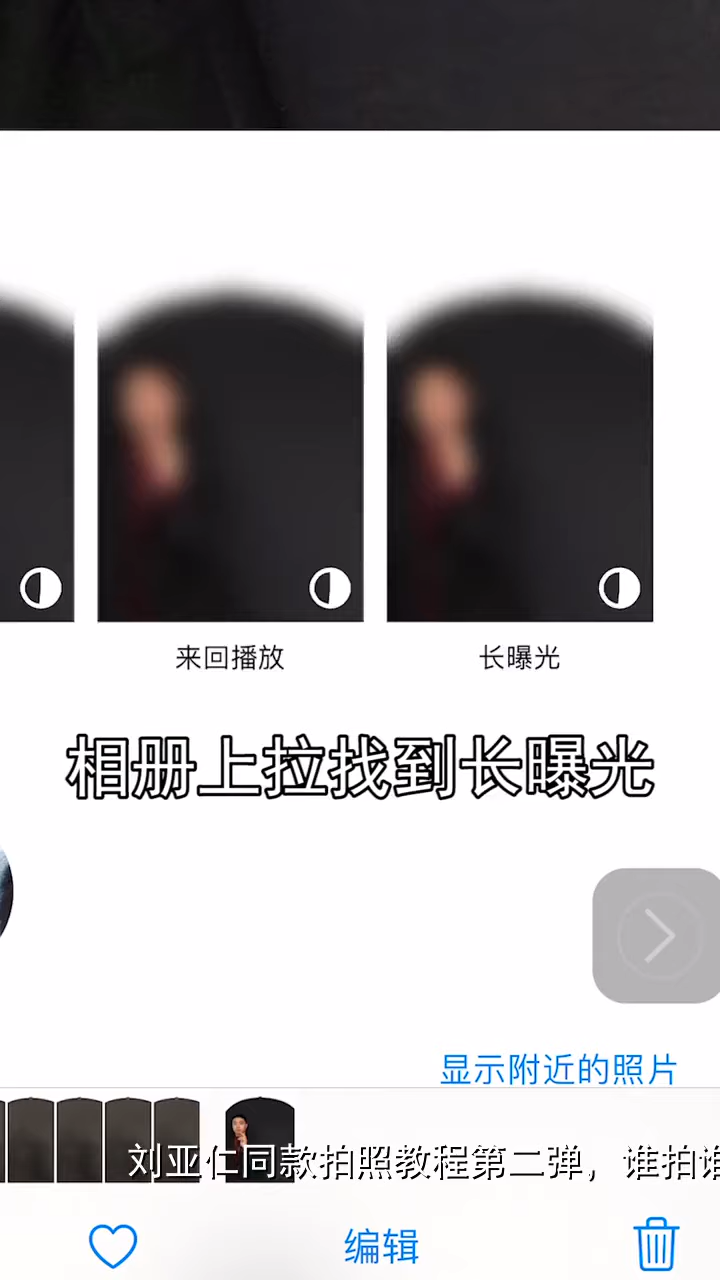 来回播放
长曝光
相册上拉找到长曝光
显示附近的照片
刘亚仁同款拍照教程第二弹，谁拍谁
编辑